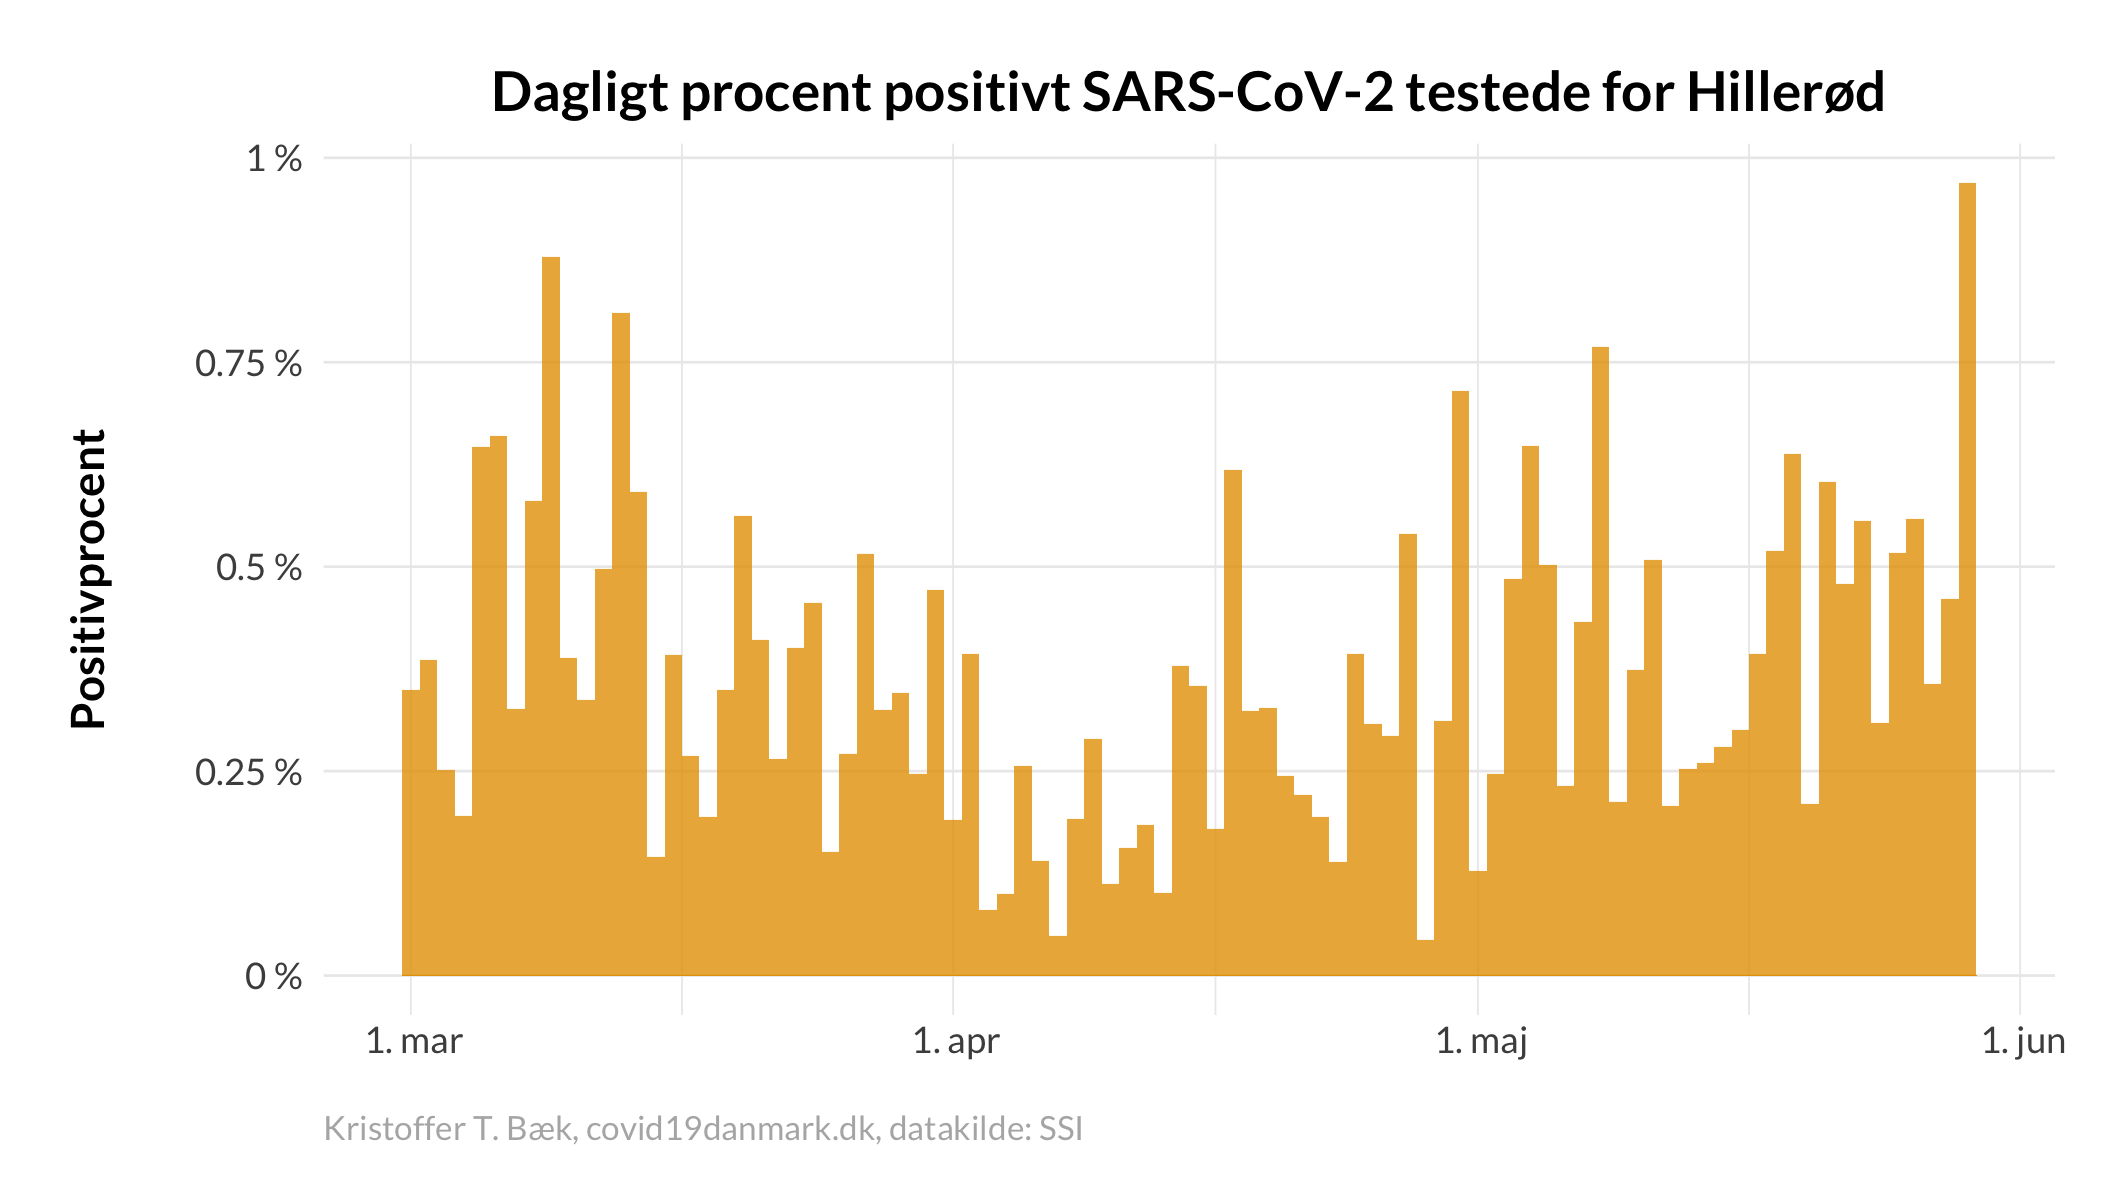 Dagligt procent positivt SARS-CoV-2 testede for Hillerød
1 %
0.75 %
0.5 %
0.25 %
0 %
Positivprocent
1. mar
1. apr
1. maj
1. jun
Kristoffer T. Bæk, covid19danmark.dk, datakilde: SSI